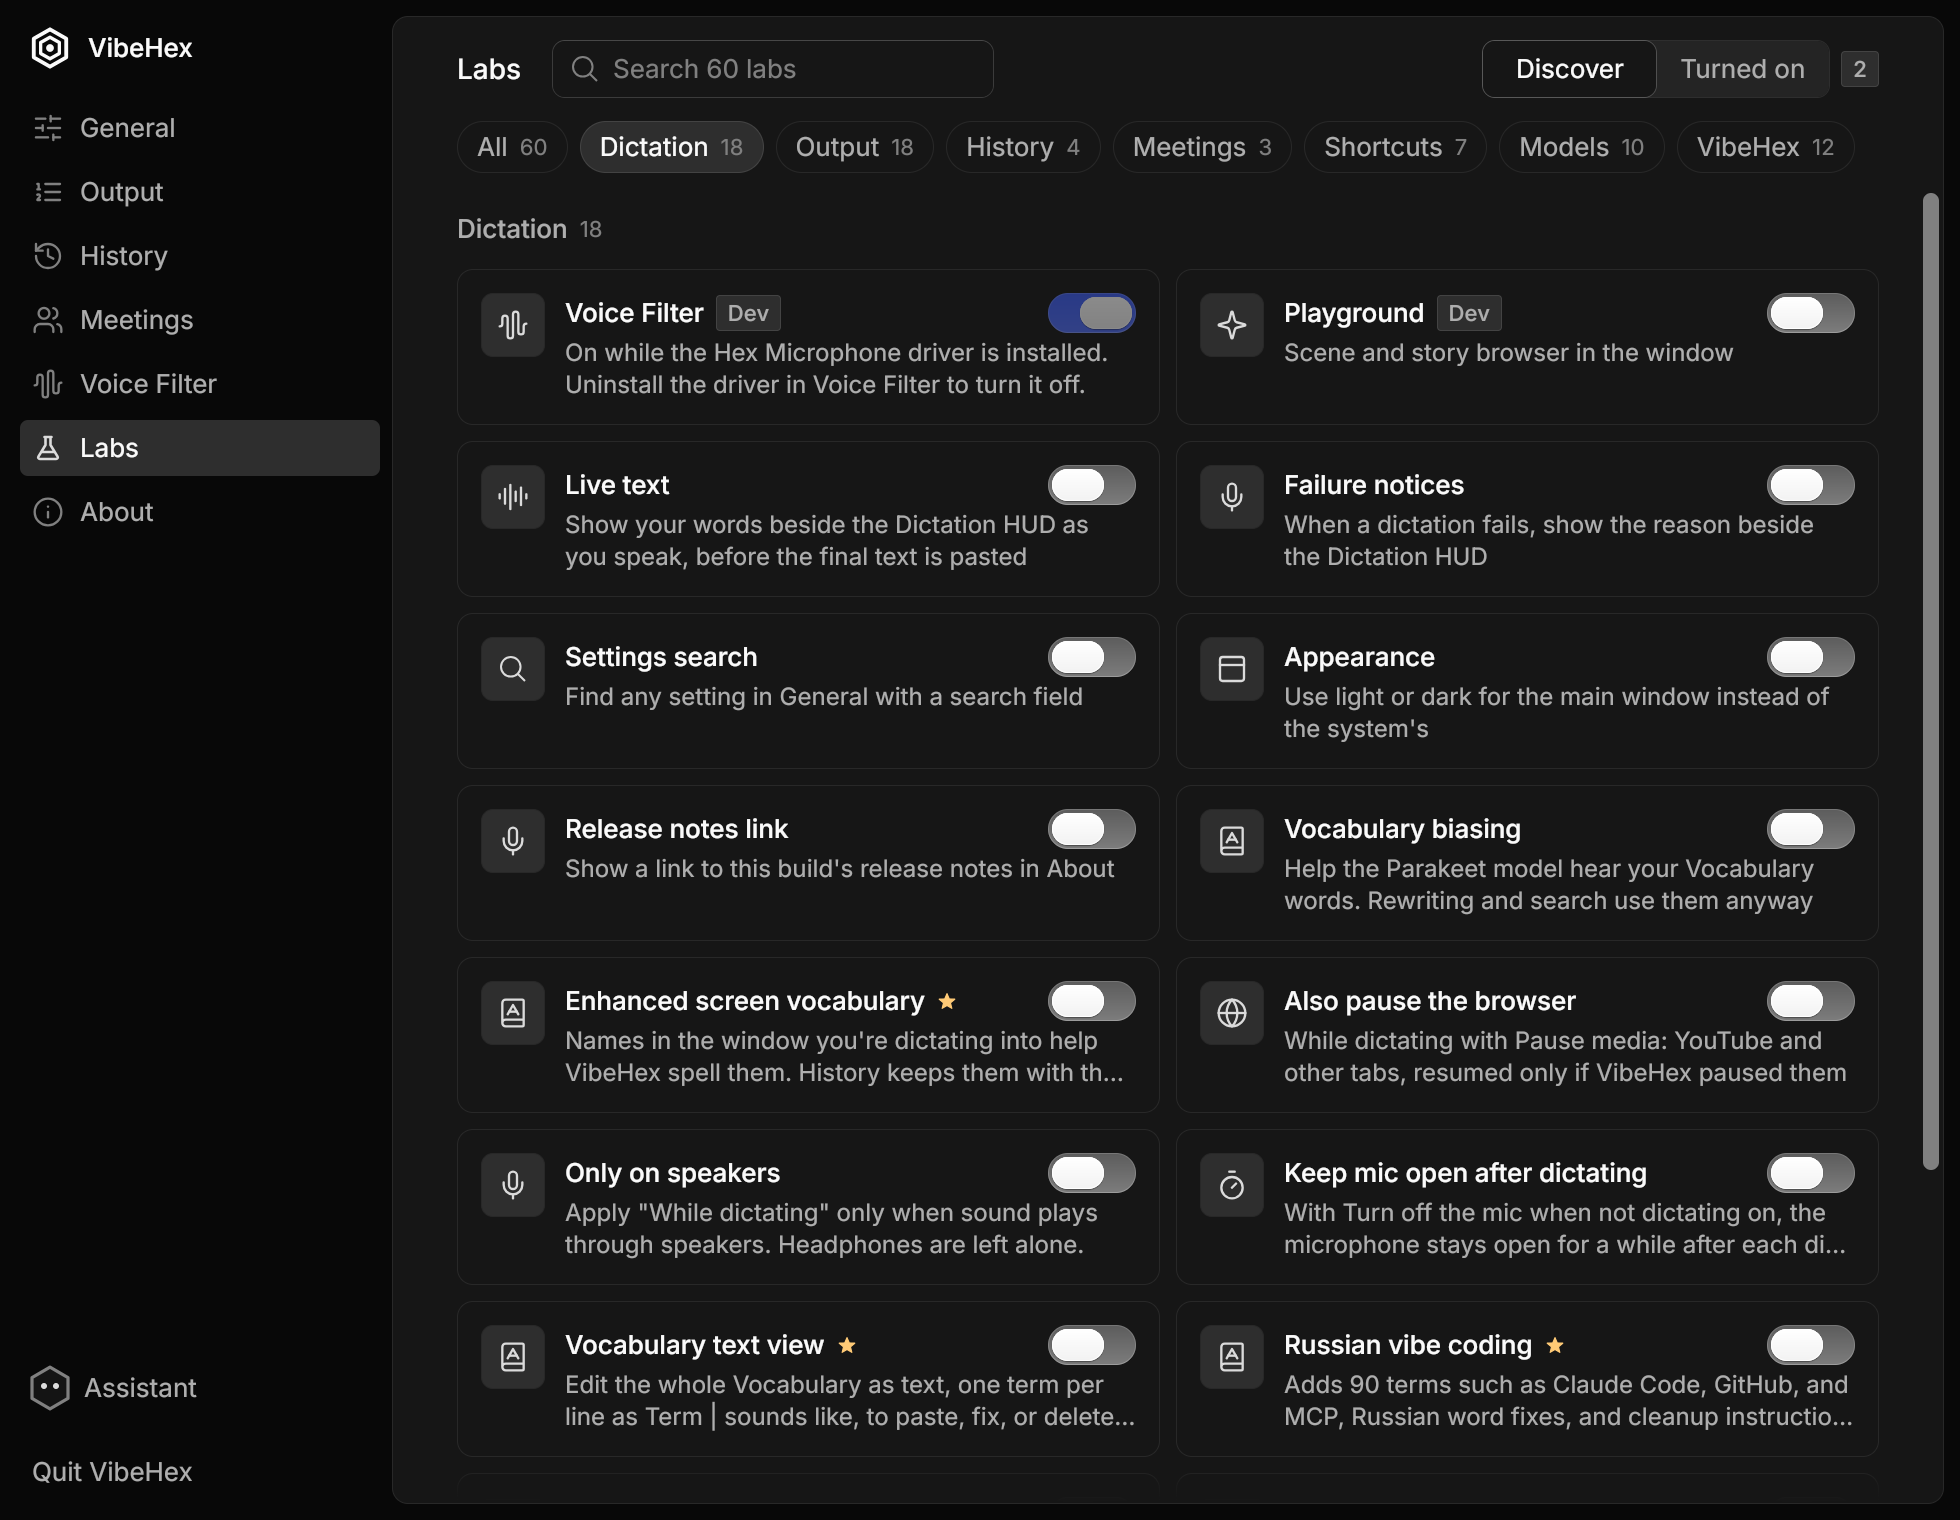 VibeHex
General
Output
History
Meetings
Voice Filter
Labs
About
Assistant
Quit VibeHex
Labs
Search 60 labs
Discover
Turned on
2
All 60
Dictation 18
Output 18
History 4
Meetings 3
Shortcuts 7
Models 10
VibeHex 12
Dictation 18
Voice Filter Dev
On while the Hex Microphone driver is installed.
Uninstall the driver in Voice Filter to turn it off.
Playground Dev
Scene and story browser in the window
Live text
Show your words beside the Dictation HUD as
you speak, before the final text is pasted
Failure notices
When a dictation fails, show the reason beside
the Dictation HUD
Settings search
Find any setting in General with a search field
Appearance
Use light or dark for the main window instead of
the system's
Release notes link
Show a link to this build's release notes in About
Vocabulary biasing
Help the Parakeet model hear your Vocabulary
words. Rewriting and search use them anyway
Enhanced screen vocabulary
Names in the window you're dictating into help
VibeHex spell them. History keeps them with th...
Also pause the browser
While dictating with Pause media: YouTube and
other tabs, resumed only if VibeHex paused them
Only on speakers
Apply "While dictating" only when sound plays
through speakers. Headphones are left alone.
Keep mic open after dictating
With Turn off the mic when not dictating on, the
microphone stays open for a while after each di...
Vocabulary text view
Edit the whole Vocabulary as text, one term per
line as Term | sounds like, to paste, fix, or delete...
Russian vibe coding
Adds 90 terms such as Claude Code, GitHub, and
MCP, Russian word fixes, and cleanup instructio...